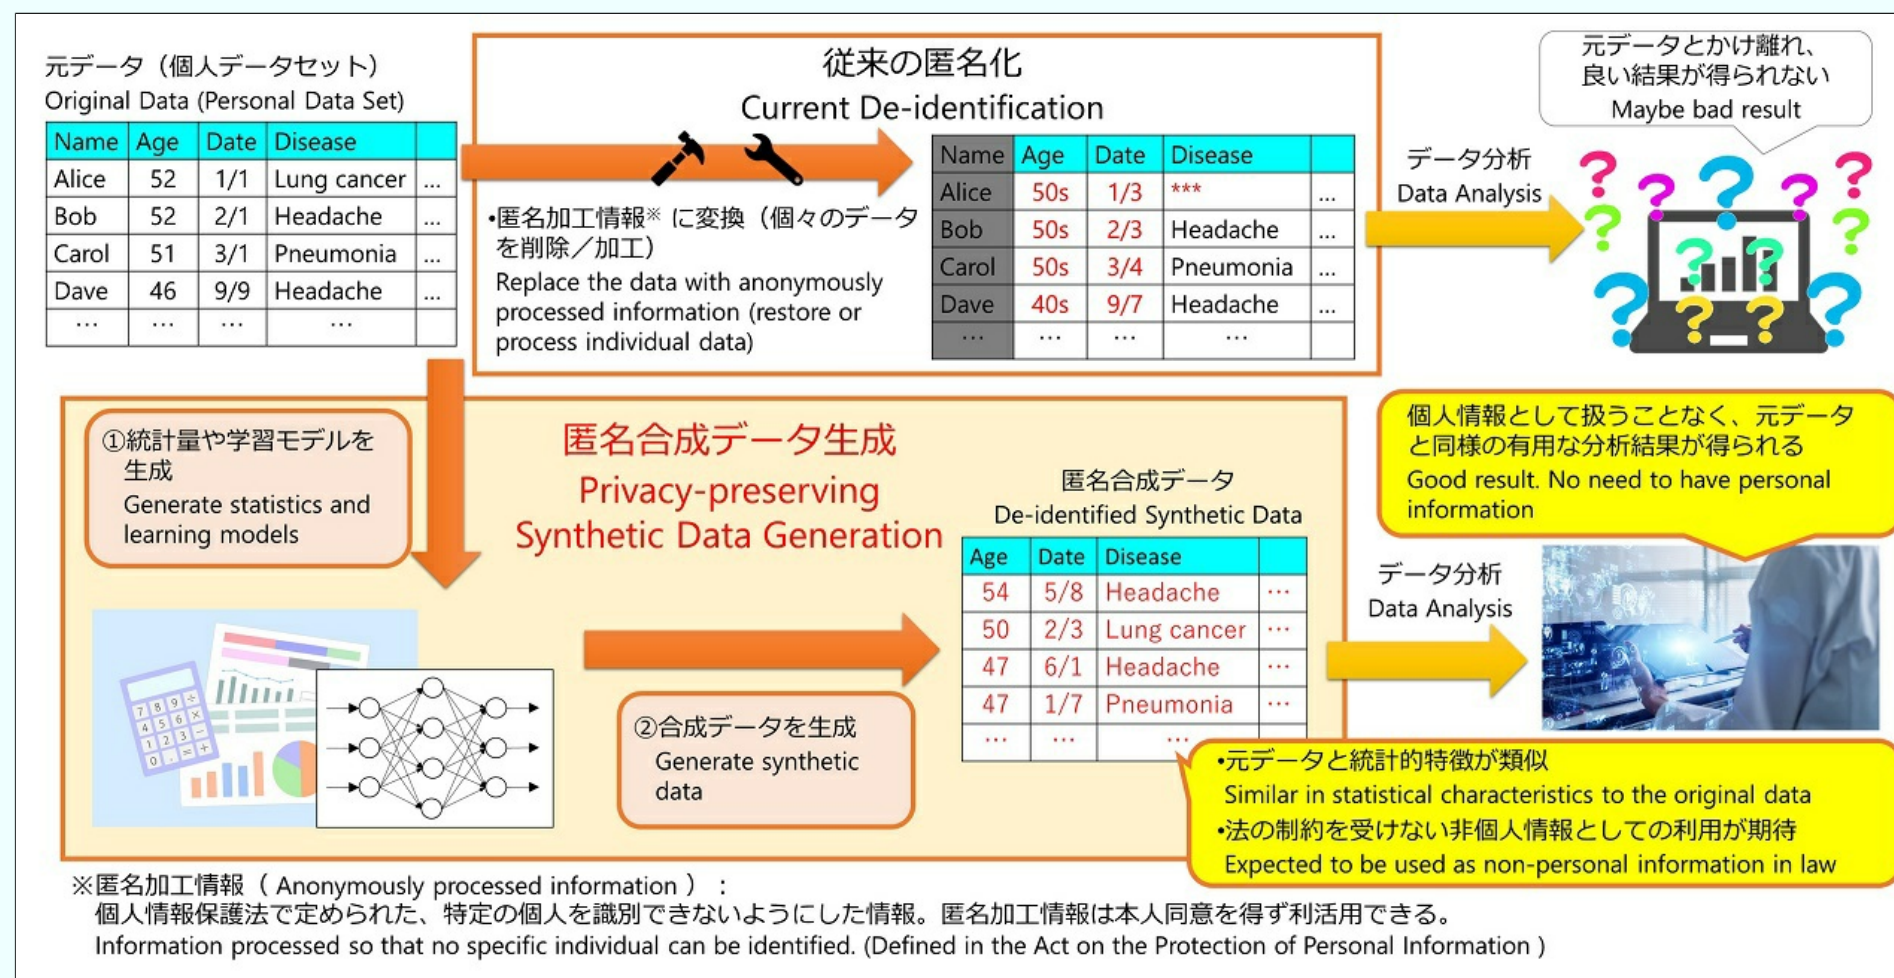 元データ（個人データセット）
Original Data (Personal Data Set)
Name Age Date Disease
Alice 52 1/1 Lung cancer ...
Bob 52 2/1 Headache ...
Carol 51 3/1 Pneumonia ...
Dave 46 9/9 Headache ...
… … … …
従来の匿名化
Current De-identification
•匿名加工情報※ に変換（個々のデータ
を削除／加工）
Replace the data with anonymously
processed information (restore or
process individual data)
Name Age Date Disease
Alice 50s 1/3 *** ...
Bob 50s 2/3 Headache ...
Carol 50s 3/4 Pneumonia ...
Dave 40s 9/7 Headache ...
… … … …
データ分析
Data Analysis
元データとかけ離れ、
良い結果が得られない
Maybe bad result
? ? ? ? ? ? ? ? ? ? ? ? ?
①統計量や学習モデルを
生成
Generate statistics and
learning models
匿名合成データ生成
Privacy-preserving
Synthetic Data Generation
7 8 9 ÷
4 5 6 ×
1 2 3 −
0 . = +
②合成データを生成
Generate synthetic
data
匿名合成データ
De-identified Synthetic Data
Age Date Disease
54 5/8 Headache …
50 2/3 Lung cancer …
47 6/1 Headache …
47 1/7 Pneumonia …
… … … …
データ分析
Data Analysis
個人情報として扱うことなく、元データ
と同様の有用な分析結果が得られる
Good result. No need to have personal
information
•元データと統計的特徴が類似
Similar in statistical characteristics to the original data
•法の制約を受けない非個人情報としての利用が期待
Expected to be used as non-personal information in law
※匿名加工情報（ Anonymously processed information ）：
個人情報保護法で定められた、特定の個人を識別できないようにした情報。匿名加工情報は本人同意を得ず利活用できる。
Information processed so that no specific individual can be identified. (Defined in the Act on the Protection of Personal Information )